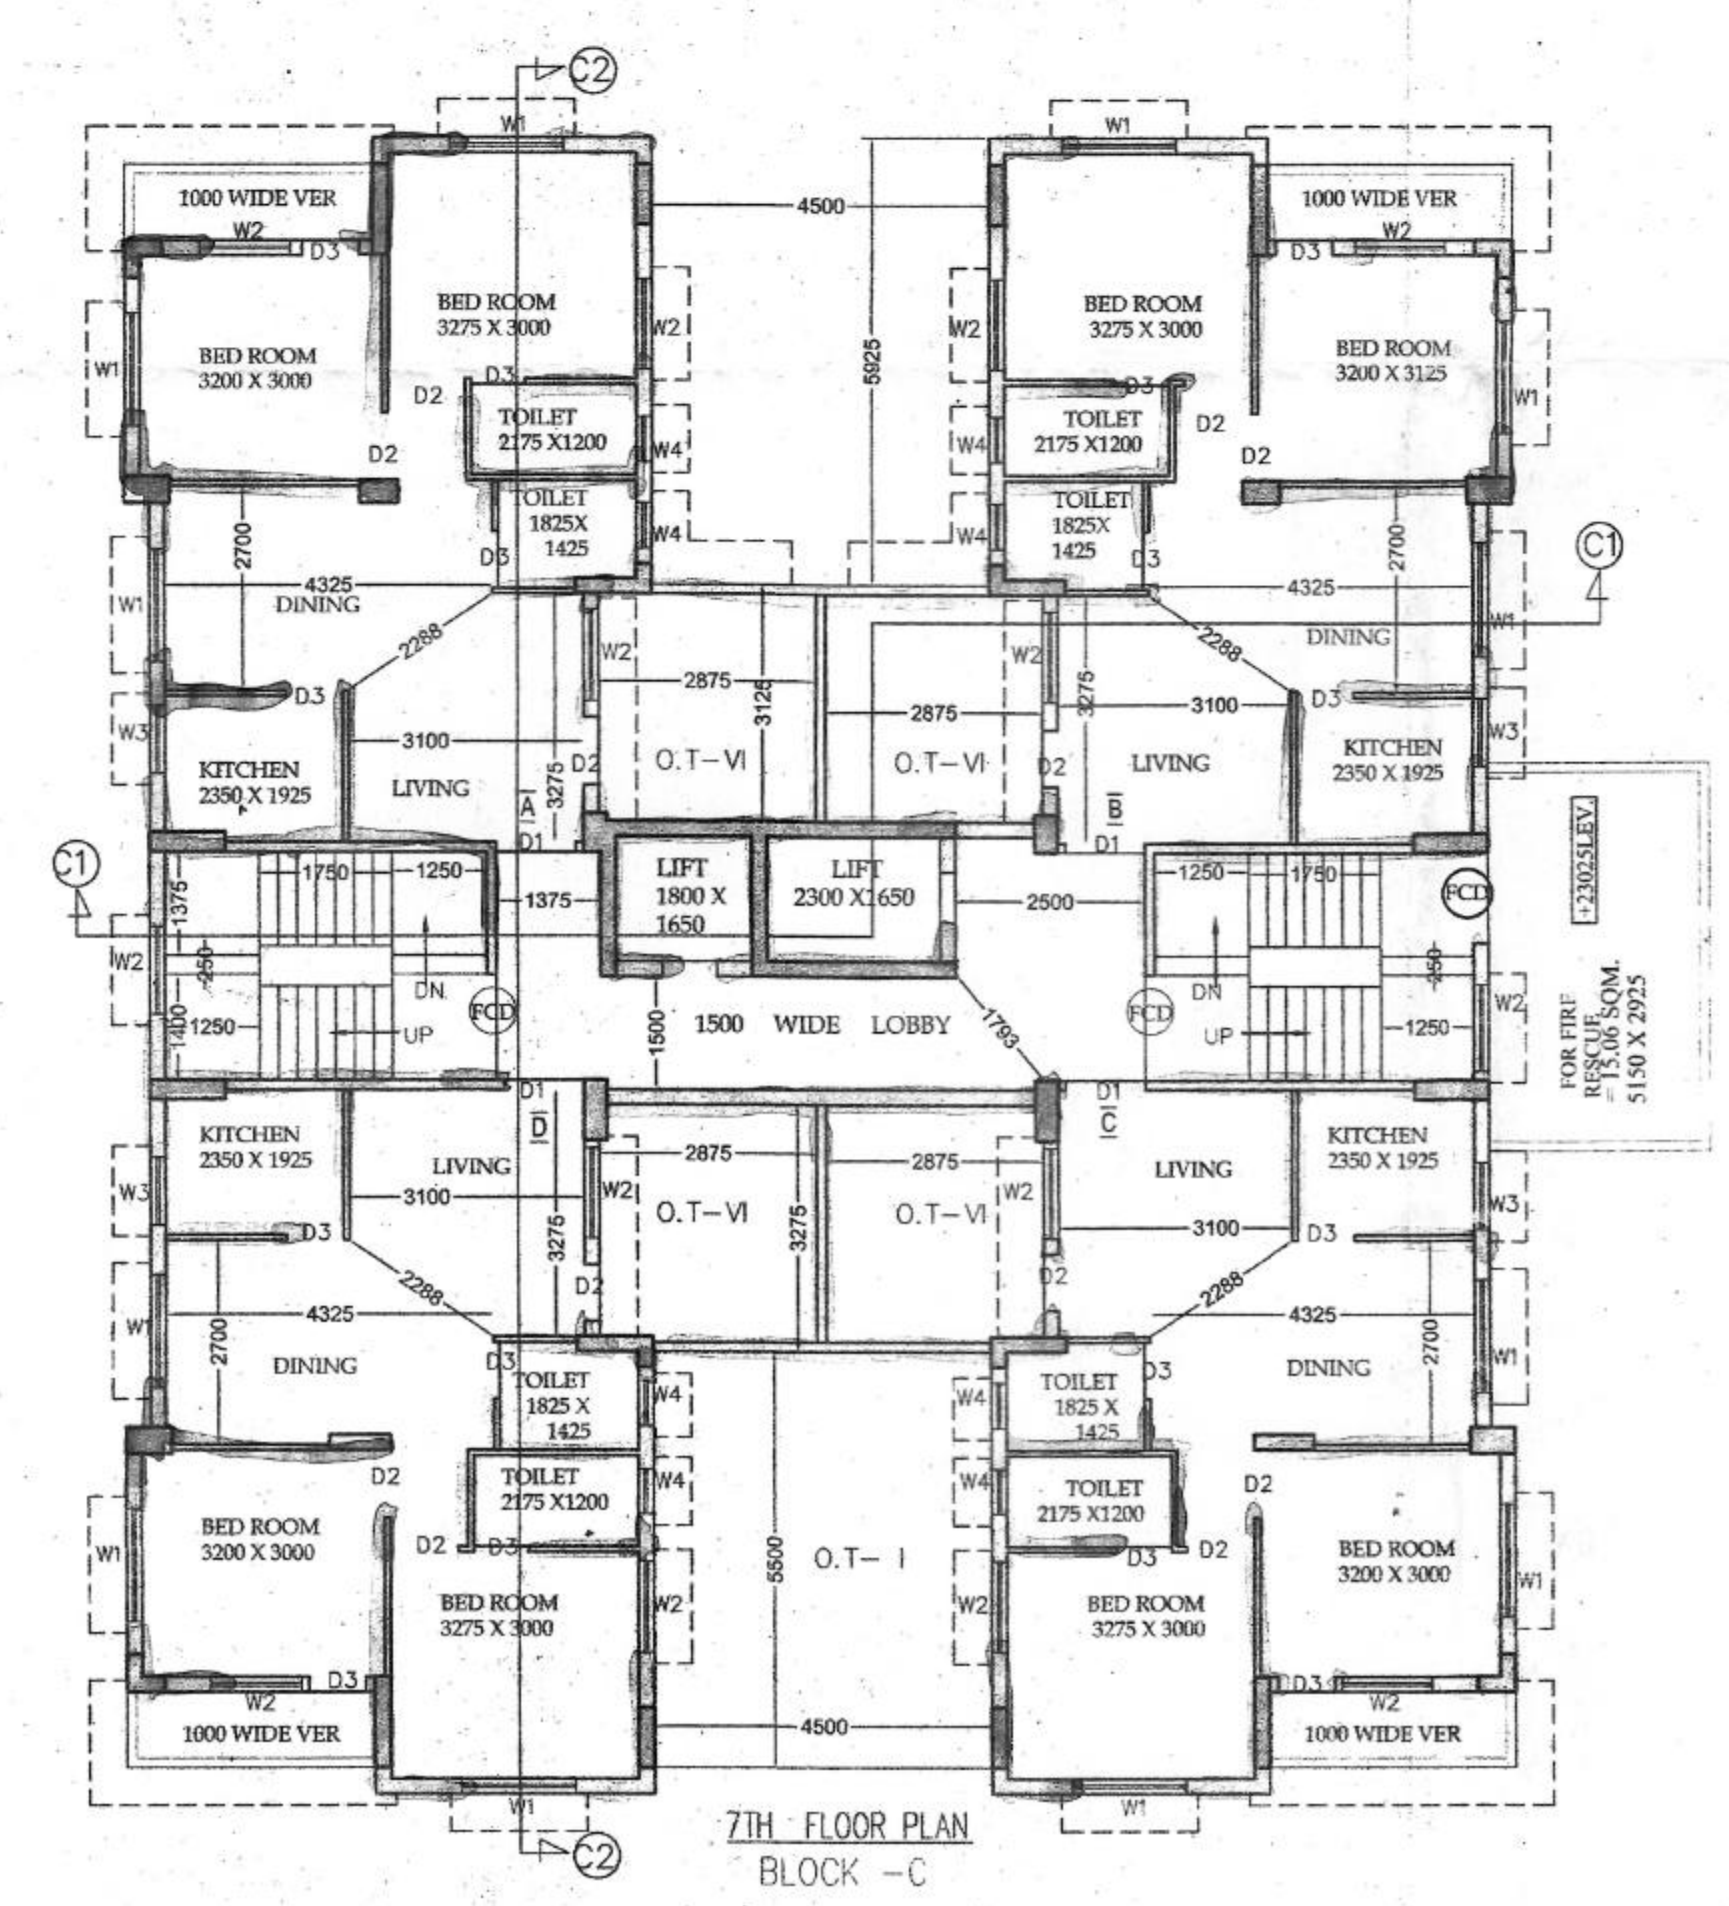 C2
W1
W1
1000 WIDE VER
1000 WIDE VER
4500
W2
D3
D3
W2
BED ROOM
3275 X 3000
BED ROOM
3275 X 3000
W2
W2
5925
BED ROOM
3200 X 3000
BED ROOM
3200 X 3125
W1
W1
D3
D3
D2
D2
TOILET
2175 X1200
TOILET
2175 X1200
W4
W4
D2
D2
TOILET
1825X
1425
TOILET
1825X
1425
W4
W4
D3
D3
2700
2700
C1
4325
DINING
4325
DINING
W1
W1
2288
2288
W2
W2
2875
3125
2875
3275
3100
D3
D3
W3
W3
3100
LIVING
3275
D2
O.T-VI
O.T-VI
D2
LIVING
KITCHEN
2350 X 1925
KITCHEN
2350 X 1925
A
B
D1
D1
C1
1375
1750
1250
1375
LIFT
1800 X
1650
LIFT
2300 X1650
2500
1250
1750
FCD
+23025LEV.
W2
250
DN
FCD
FCD
DN
250
W2
1400
1250
UP
1500
1500 WIDE LOBBY
1793
UP
1250
FOR FIRE
RESCUE
= 15.06 SQM.
5150 X 2925
D1
D1
D
C
KITCHEN
2350 X 1925
LIVING
2875
2875
LIVING
KITCHEN
2350 X 1925
W3
3100
W2
O.T-VI
3275
O.T-VI
W2
3100
W3
D3
3275
D3
D2
D2
2288
2288
4325
4325
W1
2700
DINING
2700
DINING
W1
D3
D3
TOILET
1825 X
1425
TOILET
1825 X
1425
W4
W4
D2
D2
TOILET
2175 X1200
TOILET
2175 X1200
W4
W4
BED ROOM
3200 X 3000
D2
D3
D3
D2
BED ROOM
3200 X 3000
W1
W1
5500
O.T- I
BED ROOM
3275 X 3000
BED ROOM
3275 X 3000
W2
W2
D3
D3
W2
W2
1000 WIDE VER
4500
1000 WIDE VER
W1
W1
7TH FLOOR PLAN
C2
BLOCK -C